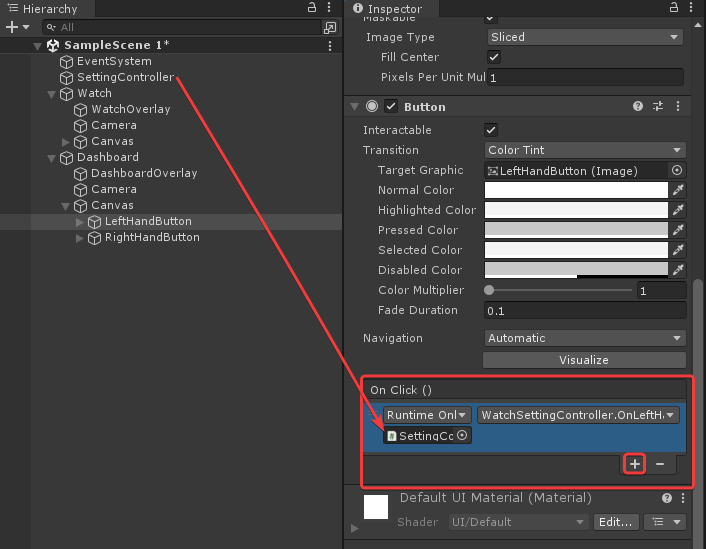 Hierarchy
All
SampleScene 1*
EventSystem
SettingController
Watch
WatchOverlay
Camera
Canvas
Dashboard
DashboardOverlay
Camera
Canvas
LeftHandButton
RightHandButton
Inspector
Maskable
Image Type Sliced
Fill Center
Pixels Per Unit Mul 1
Button
Interactable
Transition Color Tint
Target Graphic LeftHandButton (Image)
Normal Color
Highlighted Color
Pressed Color
Selected Color
Disabled Color
Color Multiplier 1
Fade Duration 0.1
Navigation Automatic
Visualize
On Click ()
Runtime Onl WatchSettingController.OnLeftHa
SettingCo
+ −
Default UI Material (Material)
Shader UI/Default Edit...